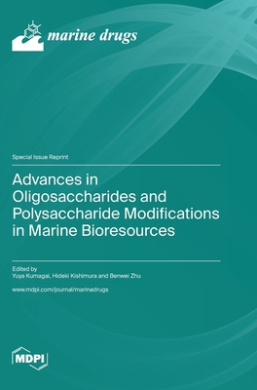 marine drugs
Special Issue Reprint
Advances in
Oligosaccharides and
Polysaccharide Modifications
in Marine Bioresources
Edited by
Yuya Kumagai, Hideki Kishimura and Benwei Zhu
www.mdpi.com/journal/marinedrugs
MDPI